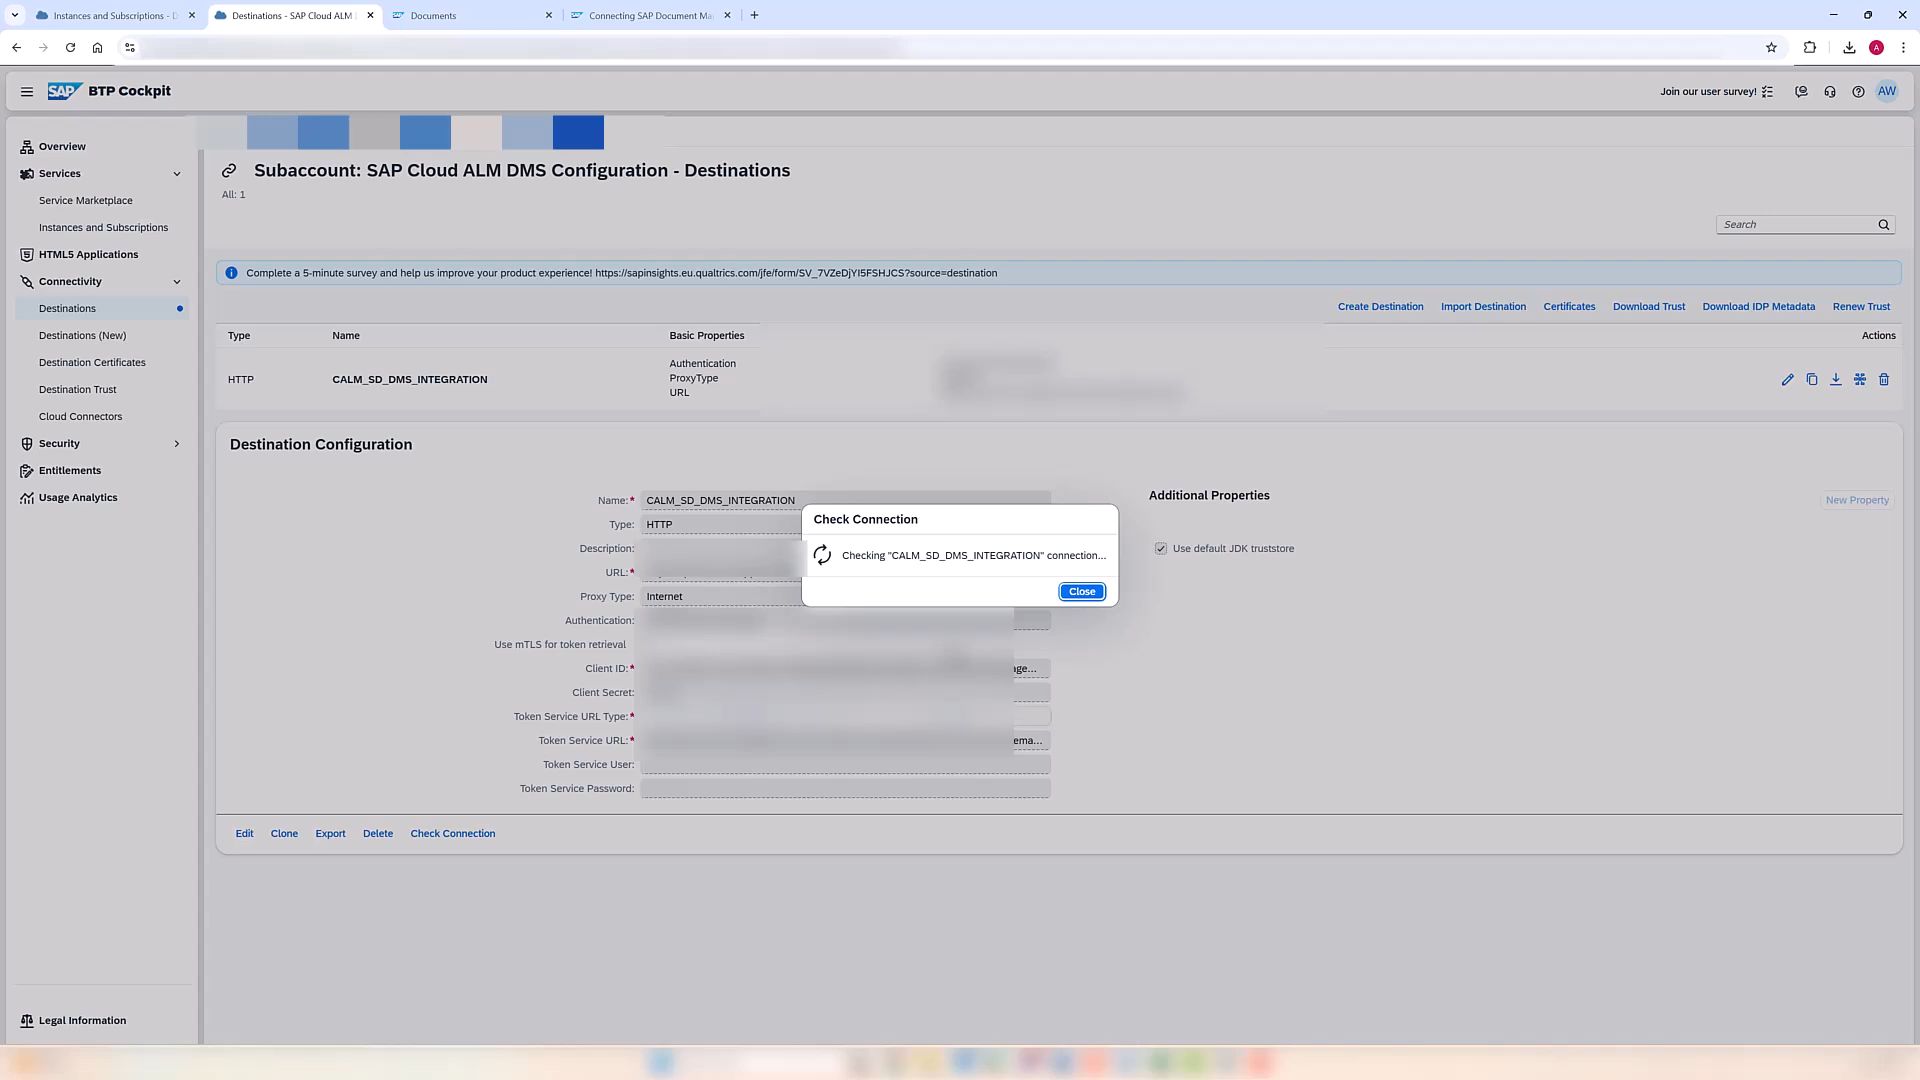 Instances and Subscriptions - D
Destinations - SAP Cloud ALM
Documents
Connecting SAP Document Ma
A
SAP BTP Cockpit
Join our user survey!
AW
Overview
Services
Service Marketplace
Instances and Subscriptions
HTML5 Applications
Connectivity
Destinations
Destinations (New)
Destination Certificates
Destination Trust
Cloud Connectors
Security
Entitlements
Usage Analytics
Legal Information
Subaccount: SAP Cloud ALM DMS Configuration - Destinations
All: 1
Search
Complete a 5-minute survey and help us improve your product experience! https://sapinsights.eu.qualtrics.com/jfe/form/SV_7VZeDjYI5FSHJCS?source=destination
Create Destination Import Destination Certificates Download Trust Download IDP Metadata Renew Trust
Type Name Basic Properties Actions
HTTP CALM_SD_DMS_INTEGRATION
Authentication
ProxyType
URL
Destination Configuration
Name:* CALM_SD_DMS_INTEGRATION
Type: HTTP
Description:
URL:*
Proxy Type: Internet
Authentication:
Use mTLS for token retrieval
Client ID:* age...
Client Secret:
Token Service URL Type:*
Token Service URL:* ema...
Token Service User:
Token Service Password:
Additional Properties
New Property
Use default JDK truststore
Check Connection
Checking "CALM_SD_DMS_INTEGRATION" connection...
Close
Edit Clone Export Delete Check Connection